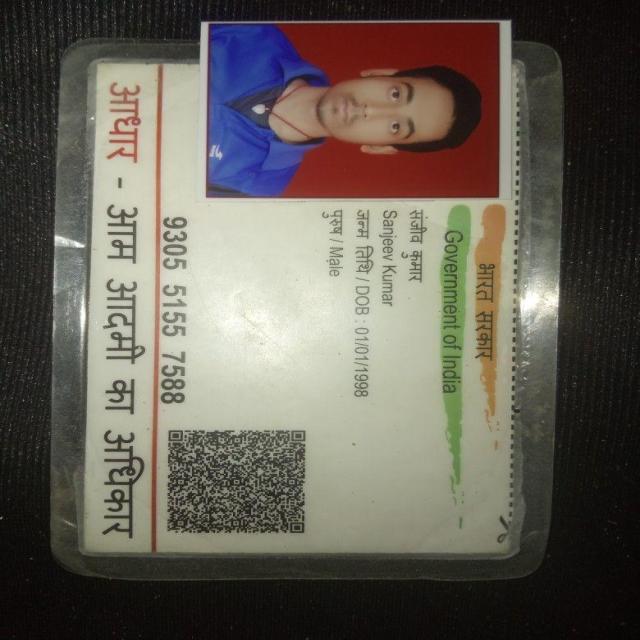 भारत सरकार
Government of India
संजीव कुमार
Sanjeev Kumar
जन्म तिथि / DOB : 01/01/1998
पुरुष / Male
9305 5155 7588
आधार - आम आदमी का अधिकार